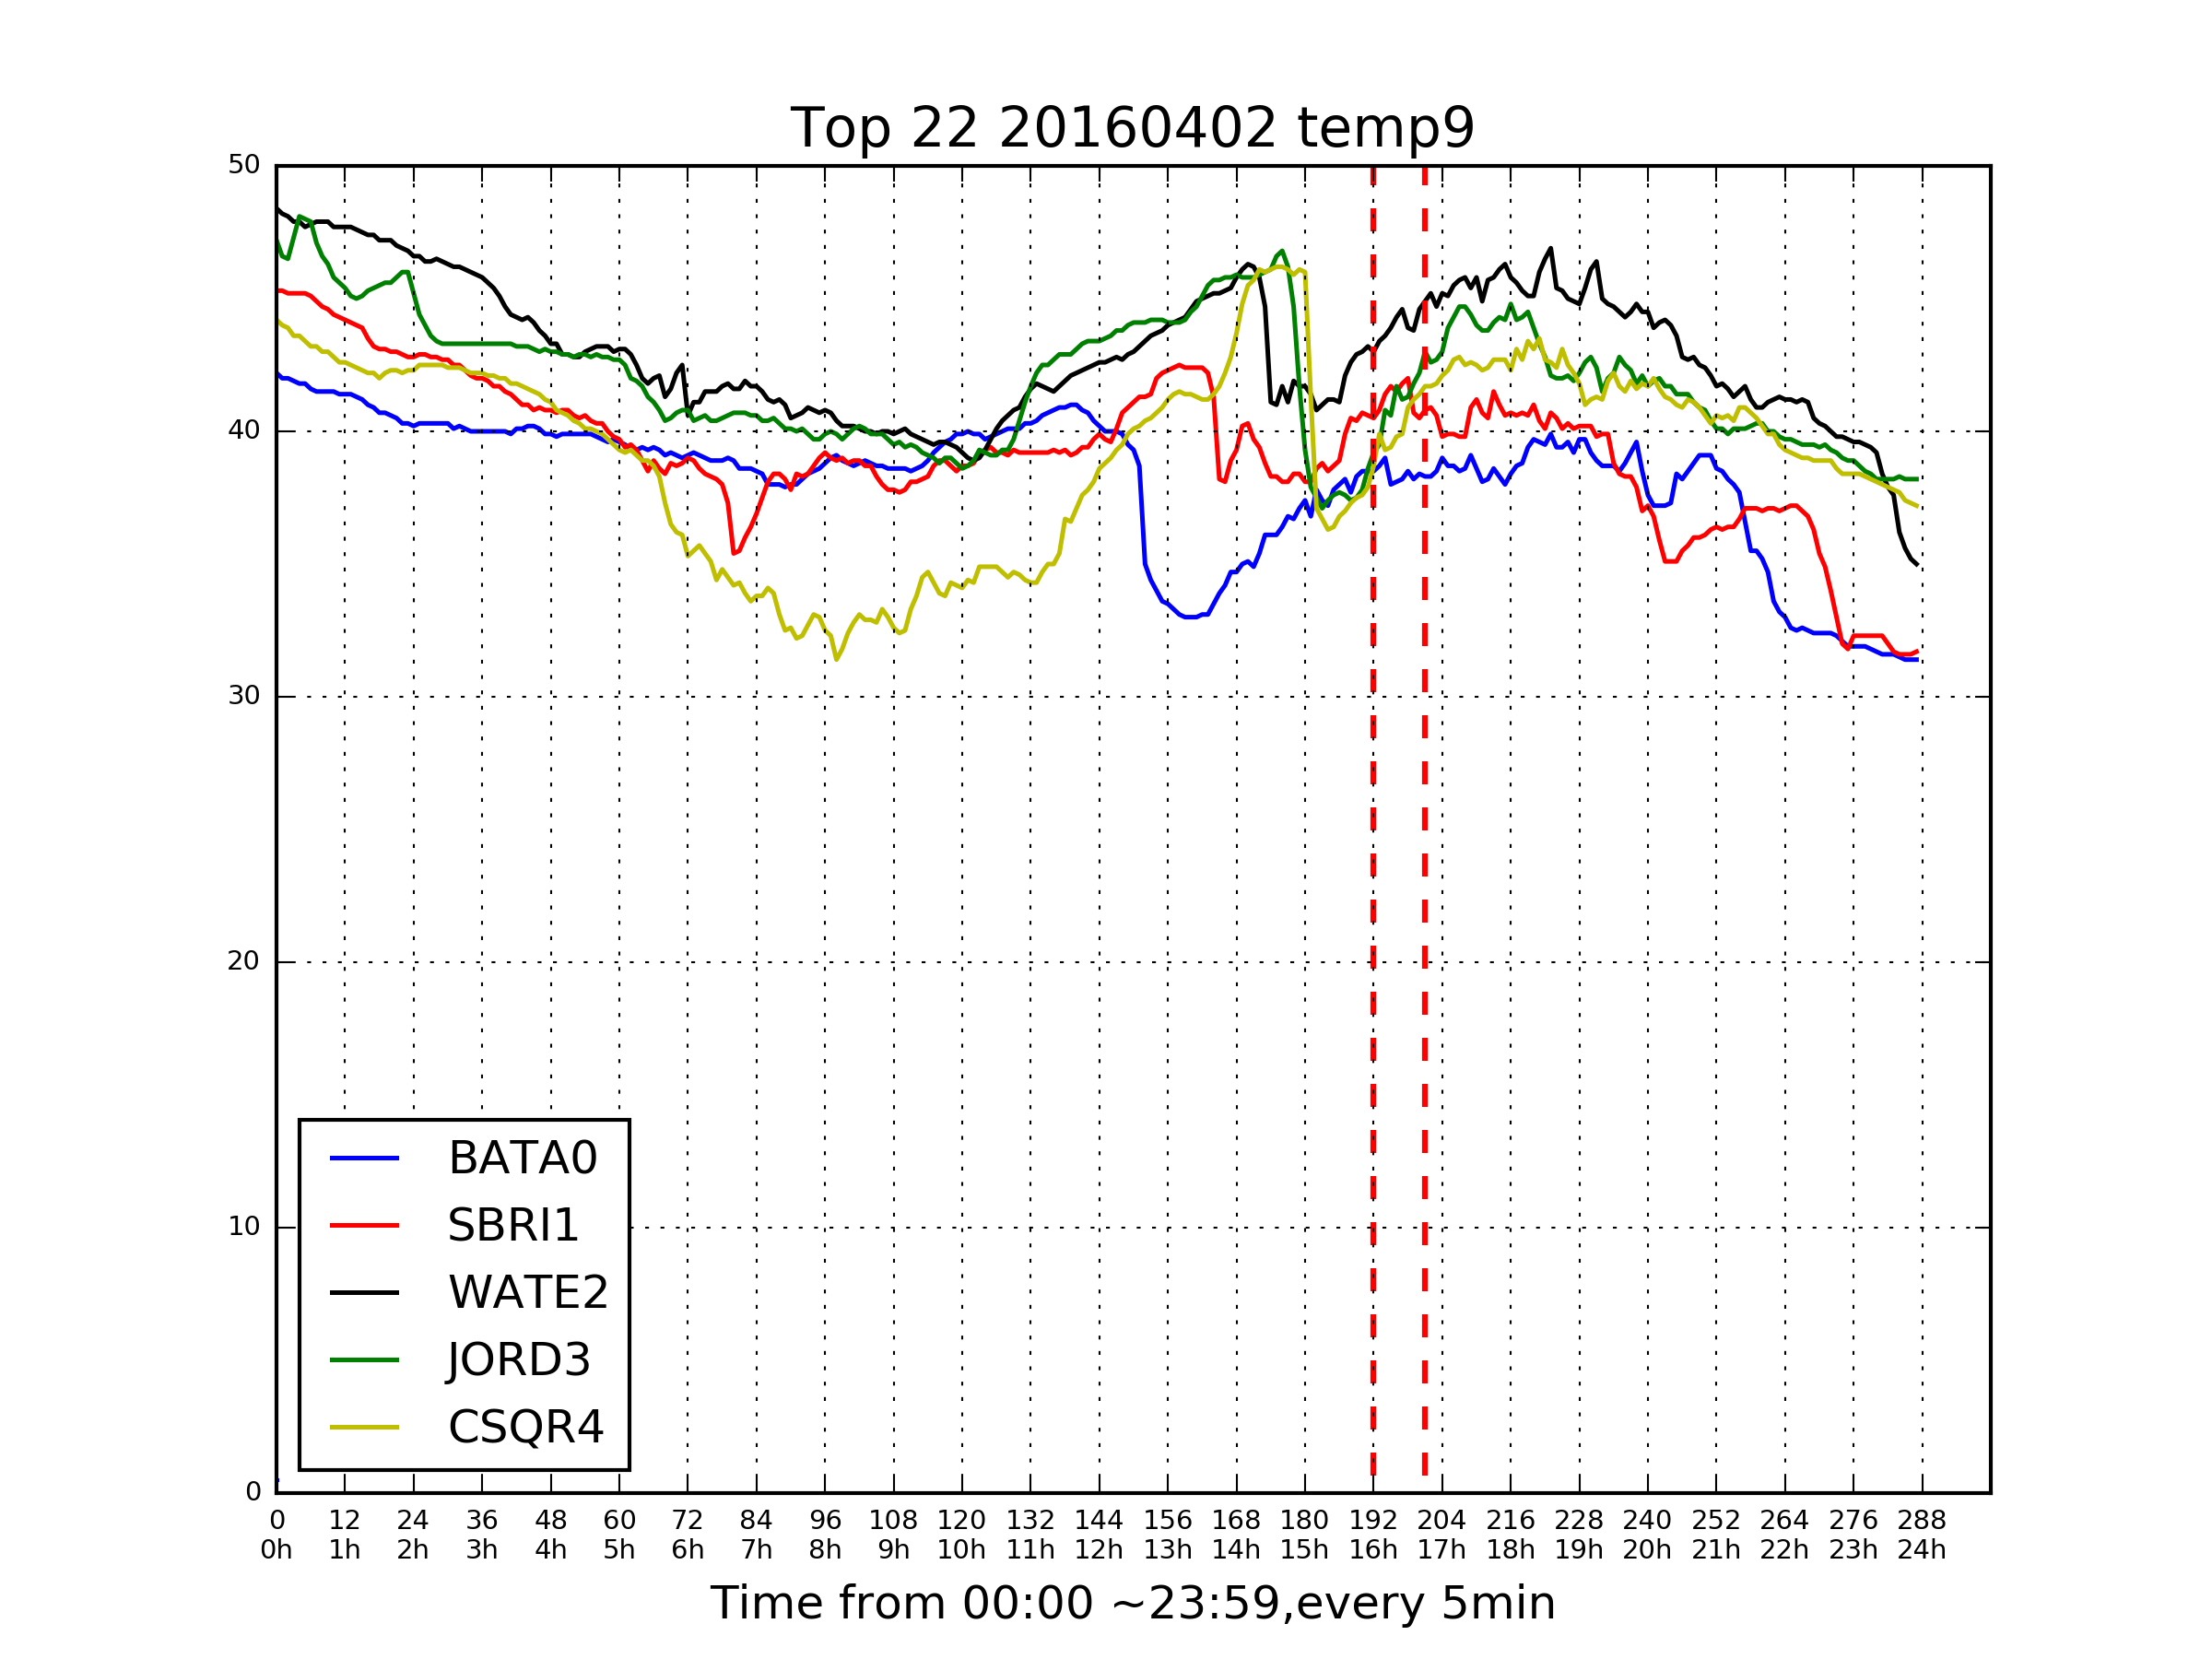 Top 22 20160402 temp9
50
40
30
20
10
0
BATA0
SBRI1
WATE2
JORD3
CSQR4
0 12 24 36 48 60 72 84 96 108 120 132 144 156 168 180 192 204 216 228 240 252 264 276 288
0h 1h 2h 3h 4h 5h 6h 7h 8h 9h 10h 11h 12h 13h 14h 15h 16h 17h 18h 19h 20h 21h 22h 23h 24h
Time from 00:00 ~23:59,every 5min